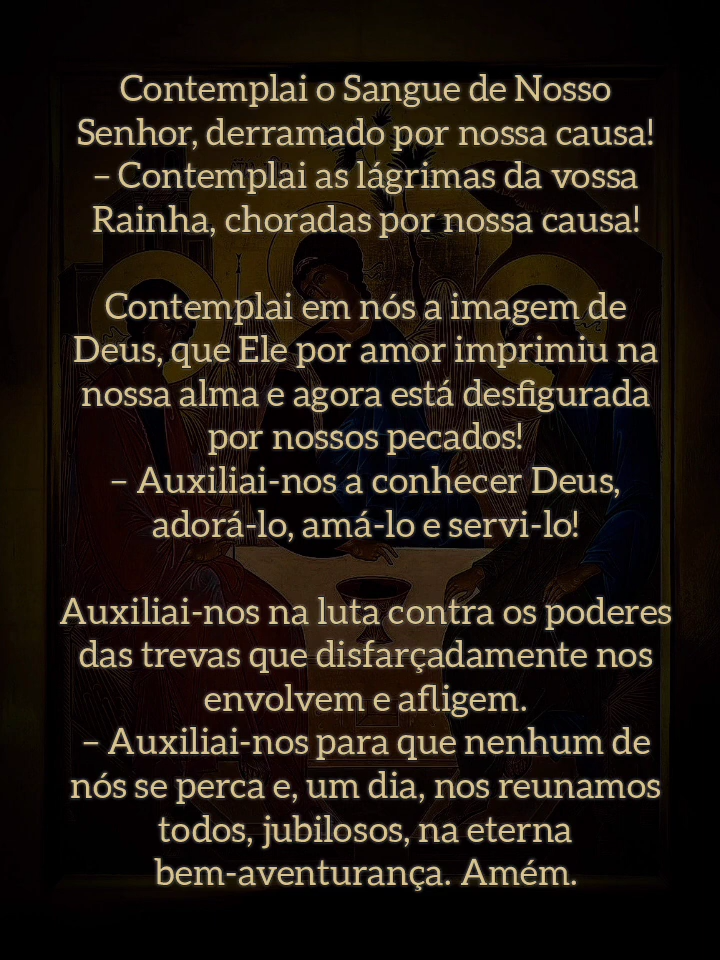 Contemplai o Sangue de Nosso
Senhor, derramado por nossa causa!
– Contemplai as lágrimas da vossa
Rainha, choradas por nossa causa!
Contemplai em nós a imagem de
Deus, que Ele por amor imprimiu na
nossa alma e agora está desfigurada
por nossos pecados!
– Auxiliai-nos a conhecer Deus,
adorá-lo, amá-lo e servi-lo!
Auxiliai-nos na luta contra os poderes
das trevas que disfarçadamente nos
envolvem e afligem.
– Auxiliai-nos para que nenhum de
nós se perca e, um dia, nos reunamos
todos, jubilosos, na eterna
bem-aventurança. Amém.